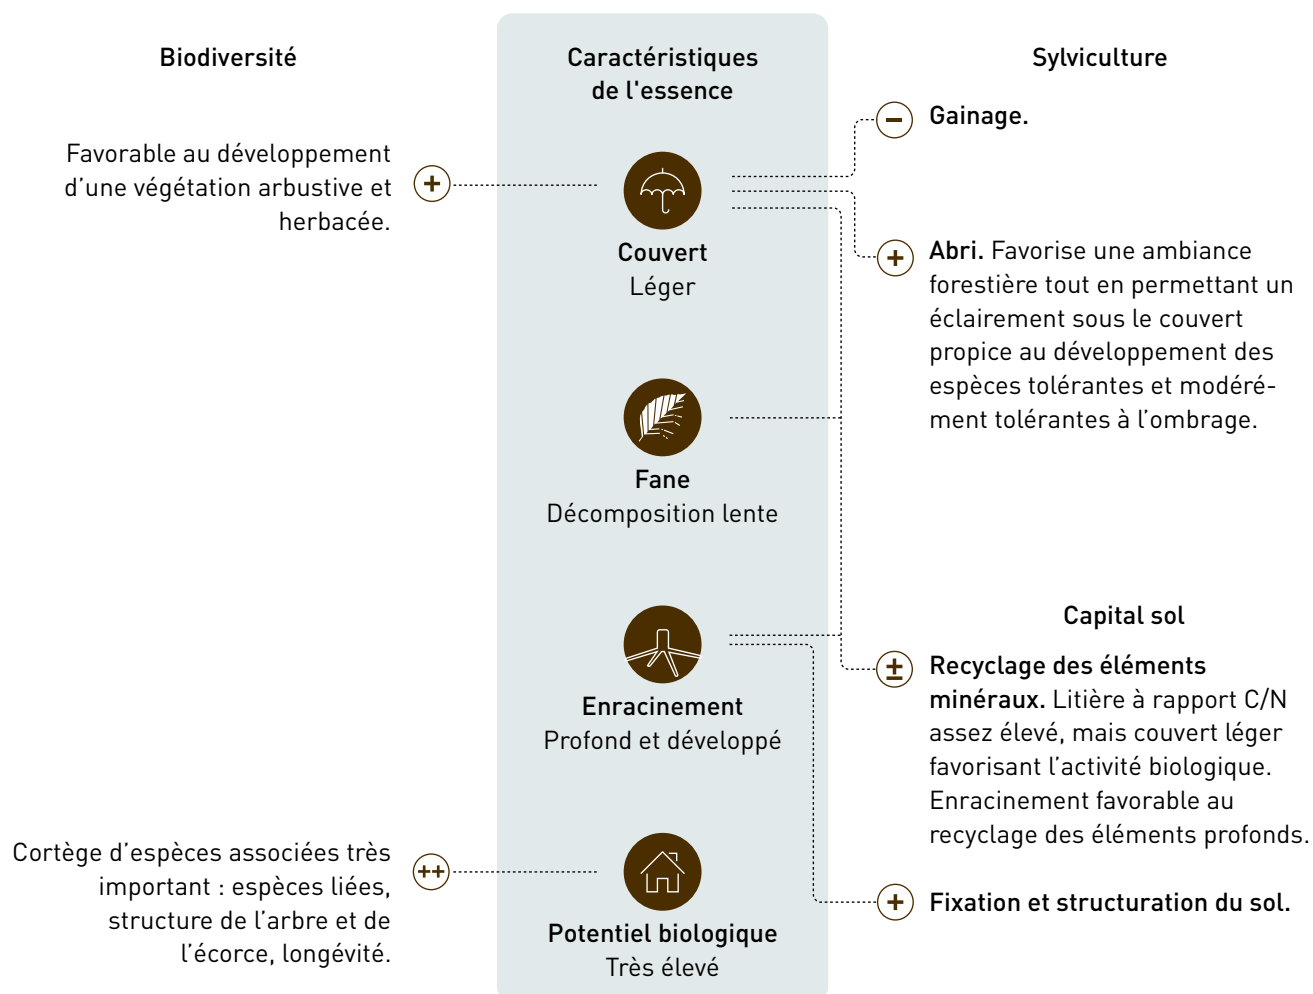 Biodiversité
Favorable au développement
d’une végétation arbustive et
herbacée.
+
Cortège d’espèces associées très
important : espèces liées,
structure de l’arbre et de
l’écorce, longévité.
++
Caractéristiques
de l'essence
Couvert
Léger
Fane
Décomposition lente
Enracinement
Profond et développé
Potentiel biologique
Très élevé
Sylviculture
−
Gainage.
+
Abri. Favorise une ambiance
forestière tout en permettant un
éclairement sous le couvert
propice au développement des
espèces tolérantes et modéré-
ment tolérantes à l’ombrage.
Capital sol
±
Recyclage des éléments
minéraux. Litière à rapport C/N
assez élevé, mais couvert léger
favorisant l’activité biologique.
Enracinement favorable au
recyclage des éléments profonds.
+
Fixation et structuration du sol.